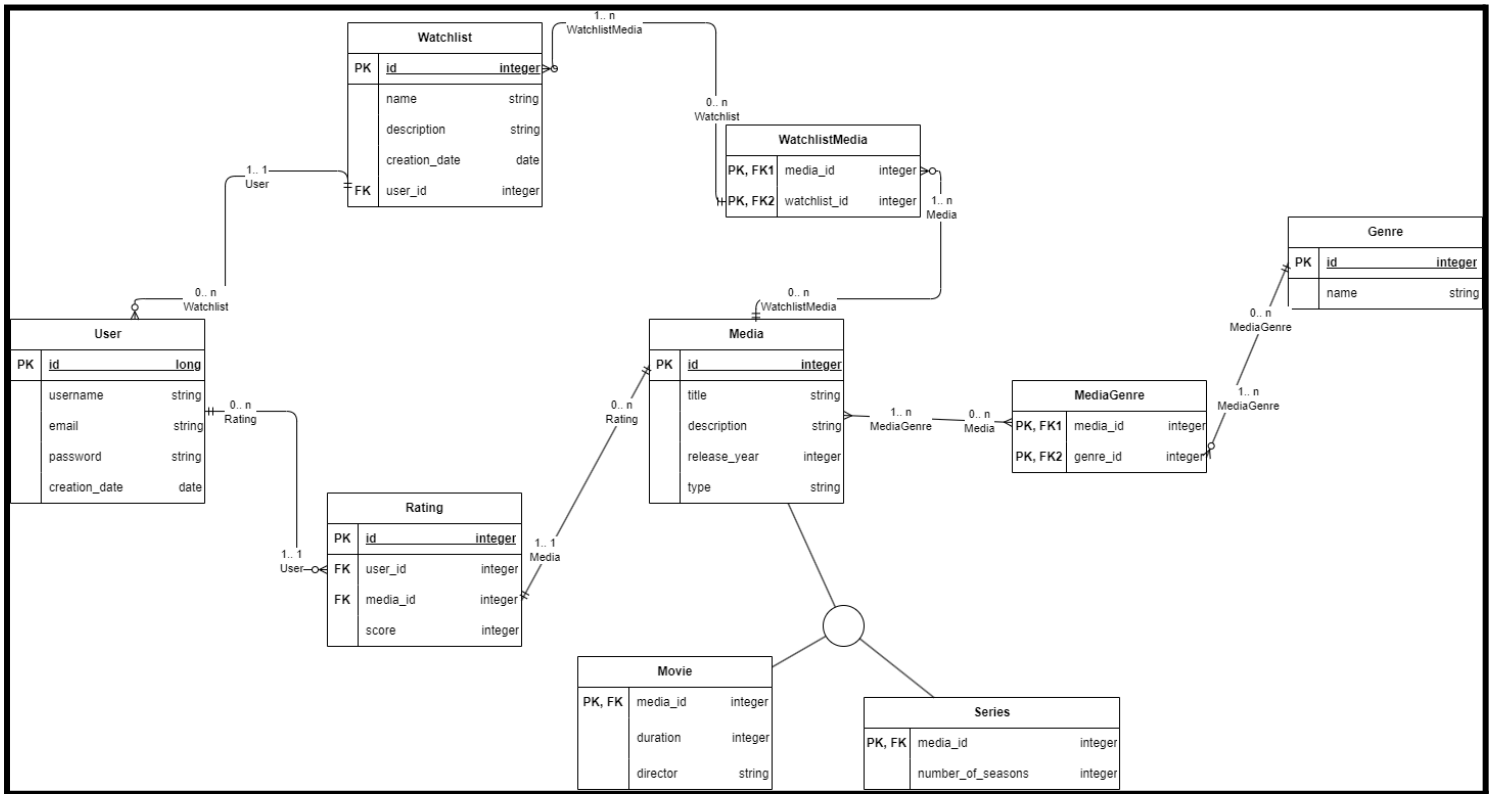 1.. n
WatchlistMedia
Watchlist
PK id integer
name string
description string
creation_date date
FK user_id integer
0.. n
Watchlist
WatchlistMedia
PK, FK1 media_id integer
PK, FK2 watchlist_id integer
1.. 1
User
1.. n
Media
Genre
PK id integer
name string
0.. n
Watchlist
0.. n
WatchlistMedia
User
PK id long
username string
email string
password string
creation_date date
0.. n
Rating
Media
PK id integer
title string
description string
release_year integer
type string
0.. n
Rating
1.. n
MediaGenre
0.. n
Media
MediaGenre
PK, FK1 media_id integer
PK, FK2 genre_id integer
0.. n
MediaGenre
1.. n
MediaGenre
Rating
PK id integer
FK user_id integer
FK media_id integer
score integer
1.. 1
User
1.. 1
Media
Movie
PK, FK media_id integer
duration integer
director string
Series
PK, FK media_id integer
number_of_seasons integer